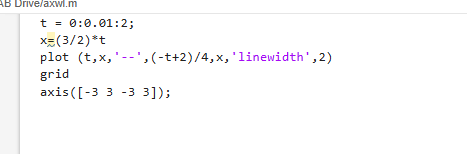 AB Drive/axwl.m
t = 0:0.01:2;
x=(3/2)*t
plot (t,x,'--',(-t+2)/4,x,'linewidth',2)
grid
axis([-3 3 -3 3]);